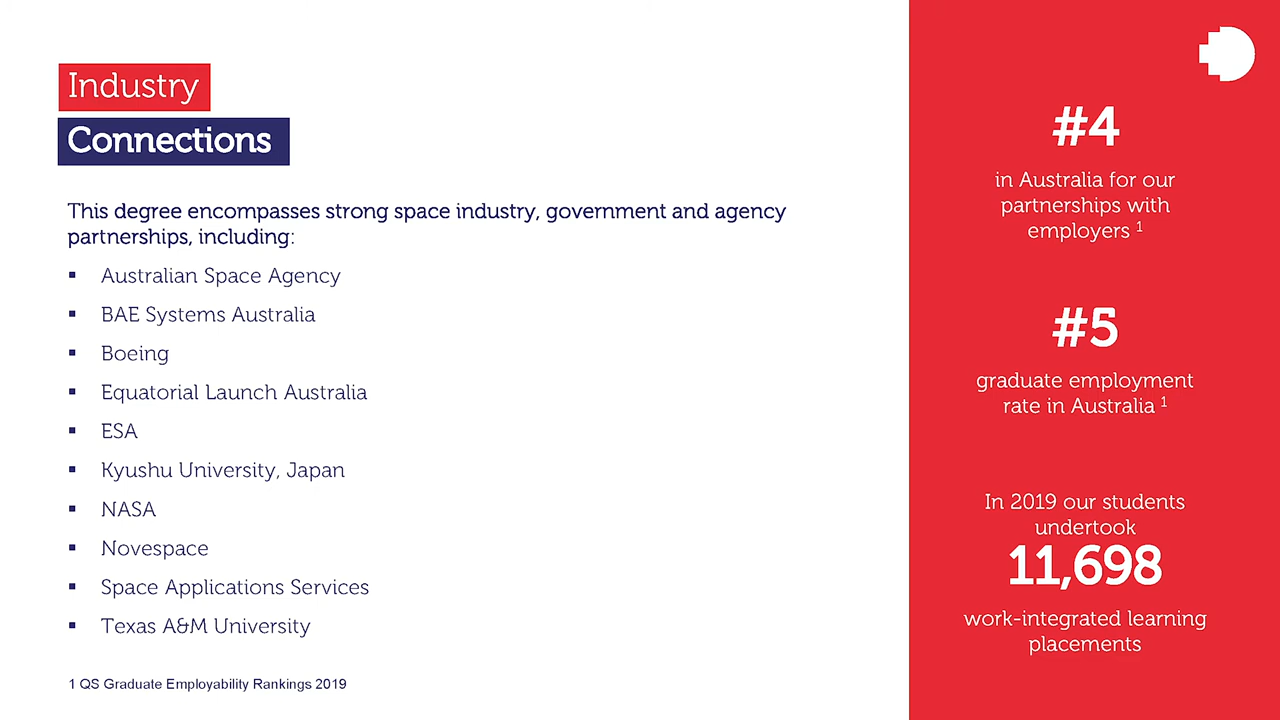 Industry
Connections
This degree encompasses strong space industry, government and agency
partnerships, including:
▪ Australian Space Agency
▪ BAE Systems Australia
▪ Boeing
▪ Equatorial Launch Australia
▪ ESA
▪ Kyushu University, Japan
▪ NASA
▪ Novespace
▪ Space Applications Services
▪ Texas A&M University
1 QS Graduate Employability Rankings 2019
#4
in Australia for our
partnerships with
employers ¹
#5
graduate employment
rate in Australia ¹
In 2019 our students
undertook
11,698
work-integrated learning
placements